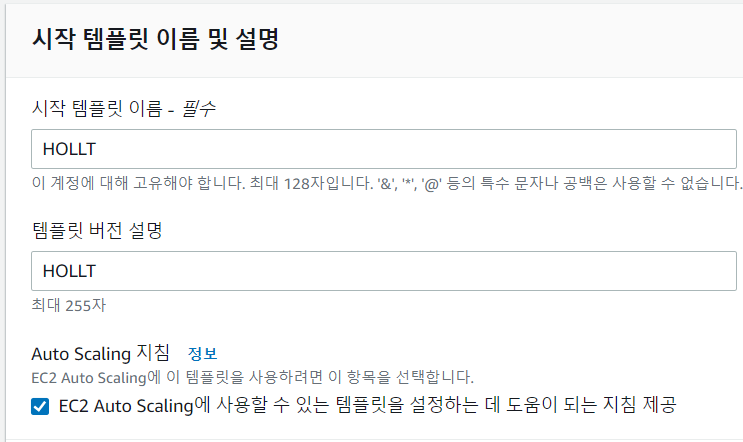 시작 템플릿 이름 및 설명
시작 템플릿 이름 - 필수
HOLLT
이 계정에 대해 고유해야 합니다. 최대 128자입니다. '&', '*', '@' 등의 특수 문자나 공백은 사용할 수 없습니다.
템플릿 버전 설명
HOLLT
최대 255자
Auto Scaling 지침 정보
EC2 Auto Scaling에 이 템플릿을 사용하려면 이 항목을 선택합니다.
EC2 Auto Scaling에 사용할 수 있는 템플릿을 설정하는 데 도움이 되는 지침 제공